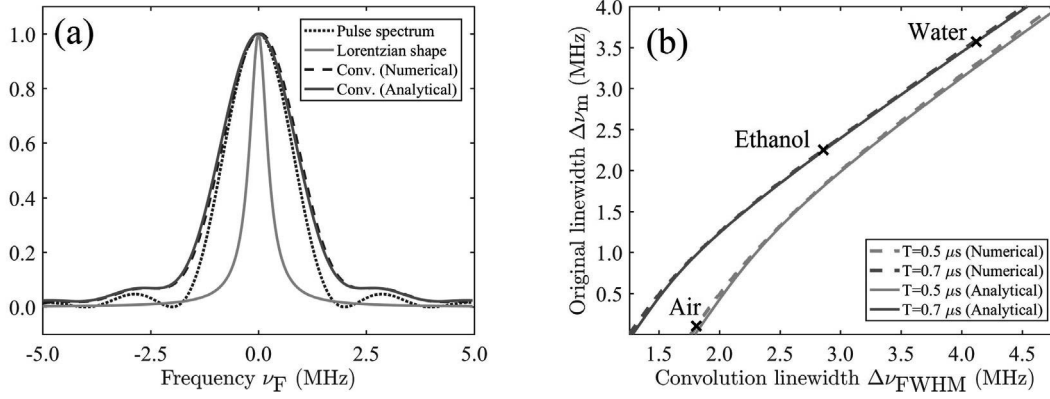 (a)
Pulse spectrum
Lorentzian shape
Conv. (Numerical)
Conv. (Analytical)
1.0
0.8
0.6
0.4
0.2
0.0
-5.0 -2.5 0.0 2.5 5.0
Frequency νF (MHz)
(b)
Original linewidth Δνm (MHz)
4.0
3.5
3.0
2.5
2.0
1.5
1.0
0.5
Water
Ethanol
Air
T=0.5 μs (Numerical)
T=0.7 μs (Numerical)
T=0.5 μs (Analytical)
T=0.7 μs (Analytical)
1.5 2.0 2.5 3.0 3.5 4.0 4.5
Convolution linewidth ΔνFWHM (MHz)